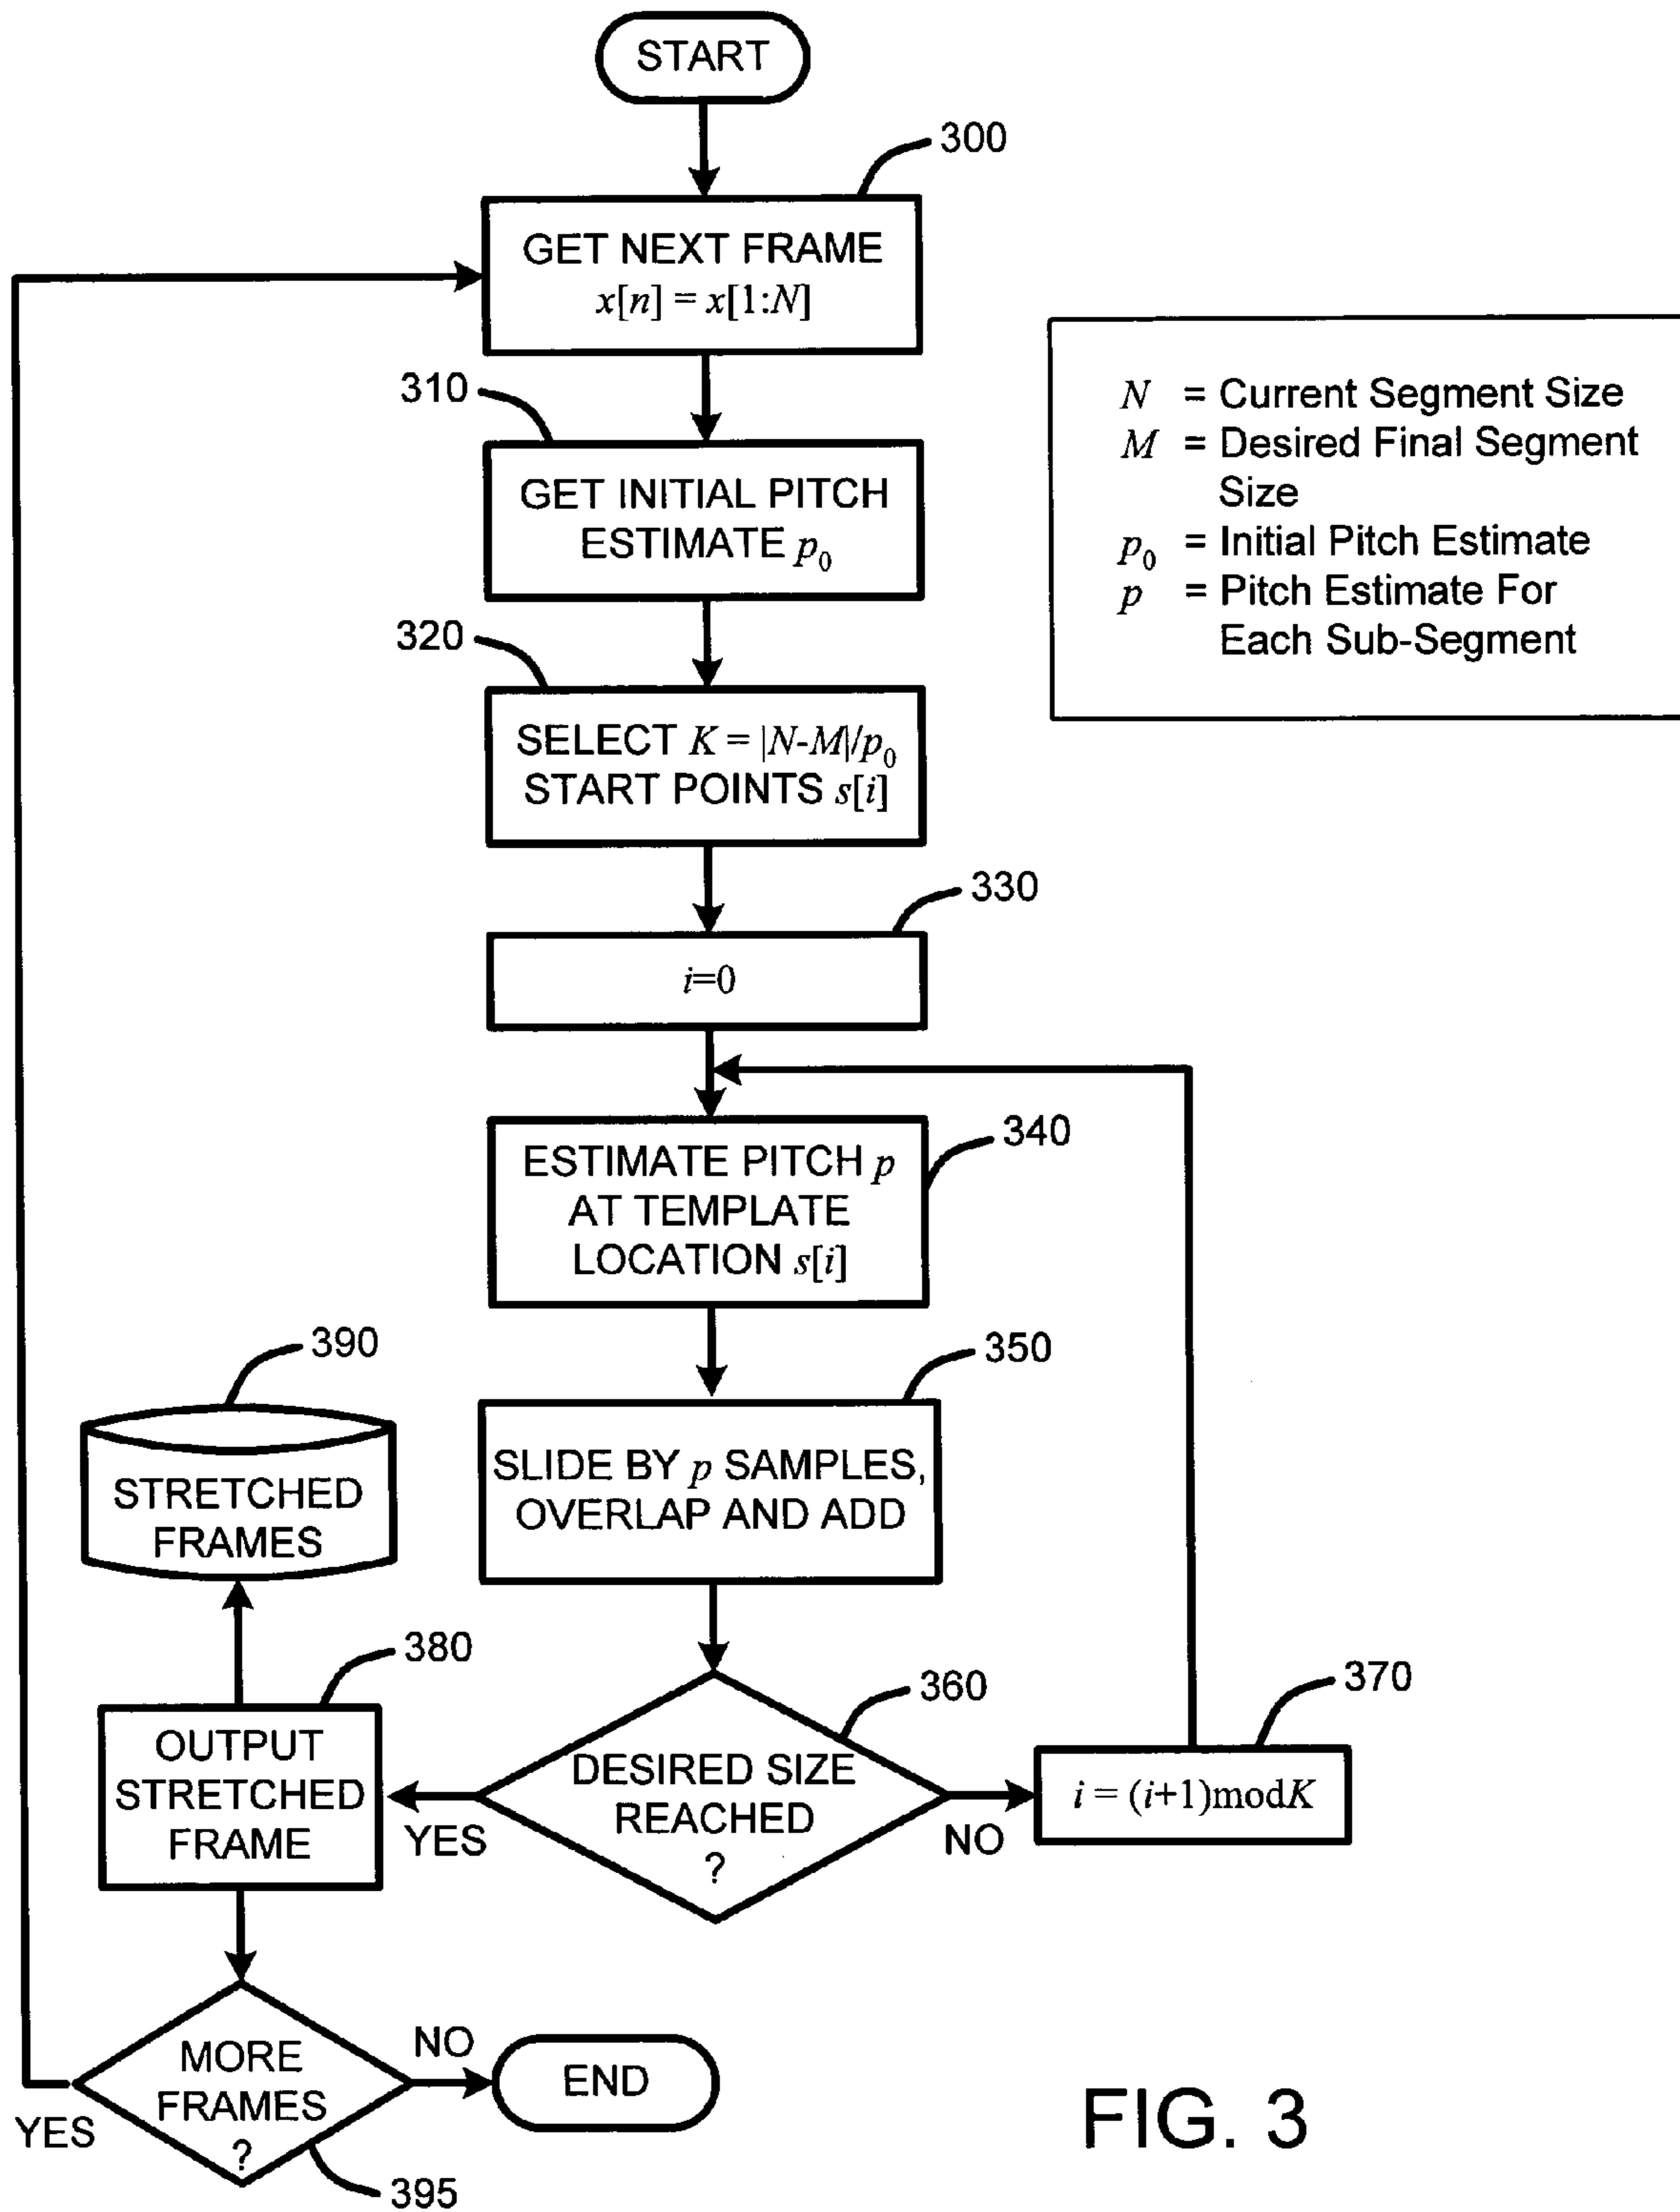 START
300
GET NEXT FRAME
x[n] = x[1:N]
310
GET INITIAL PITCH
ESTIMATE p₀
N = Current Segment Size
M = Desired Final Segment
Size
p₀ = Initial Pitch Estimate
p = Pitch Estimate For
Each Sub-Segment
320
SELECT K = |N-M|/p₀
START POINTS s[i]
330
i=0
340
ESTIMATE PITCH p
AT TEMPLATE
LOCATION s[i]
350
SLIDE BY p SAMPLES,
OVERLAP AND ADD
360
DESIRED SIZE
REACHED
?
NO
370
i = (i+1)modK
YES
380
OUTPUT
STRETCHED
FRAME
390
STRETCHED
FRAMES
MORE
FRAMES
?
395
YES
NO
END
FIG. 3